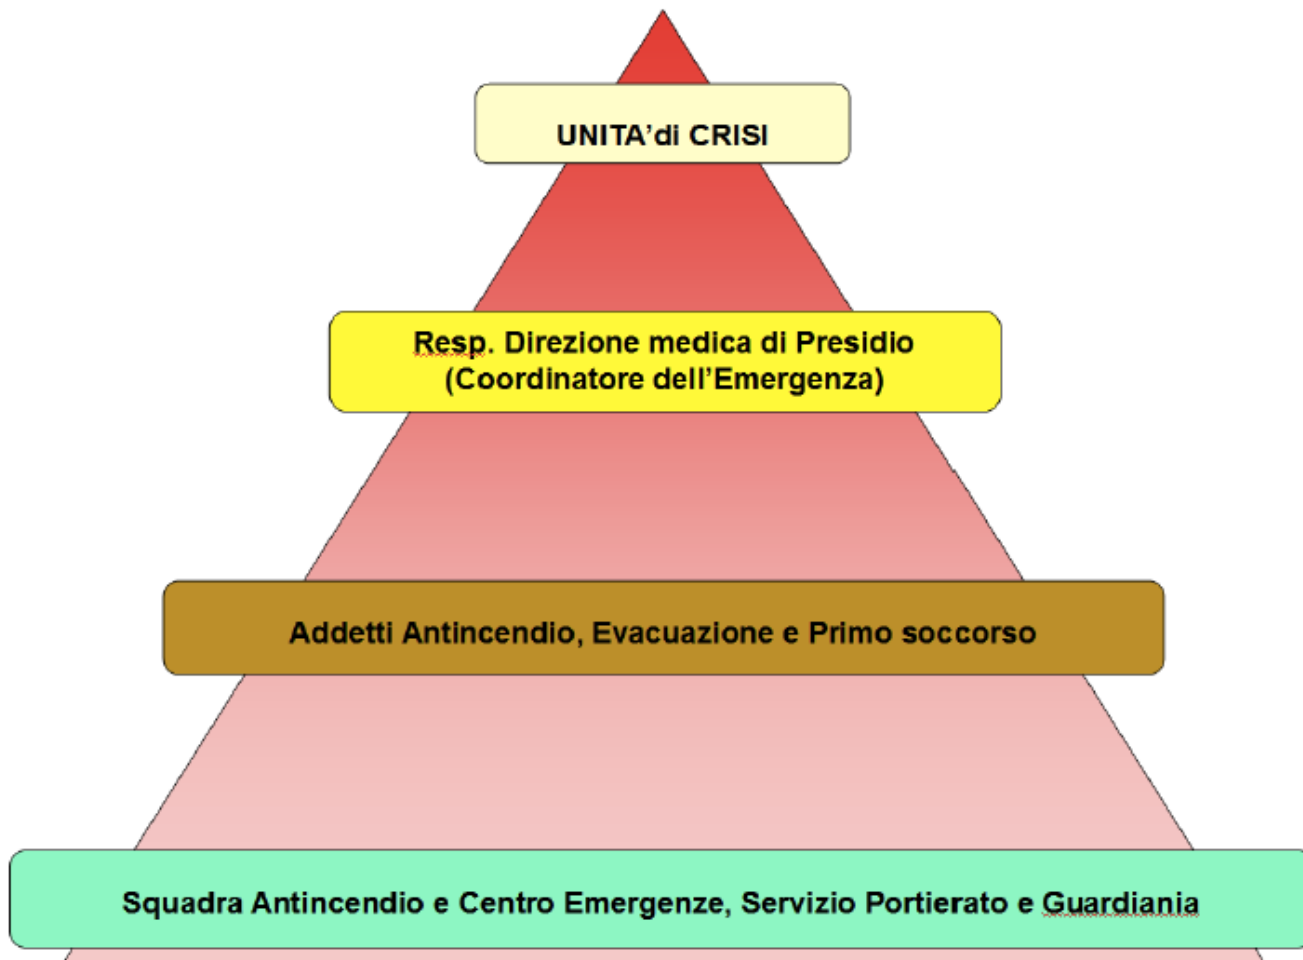 UNITA'di CRISI
Resp. Direzione medica di Presidio
(Coordinatore dell'Emergenza)
Addetti Antincendio, Evacuazione e Primo soccorso
Squadra Antincendio e Centro Emergenze, Servizio Portierato e Guardiania